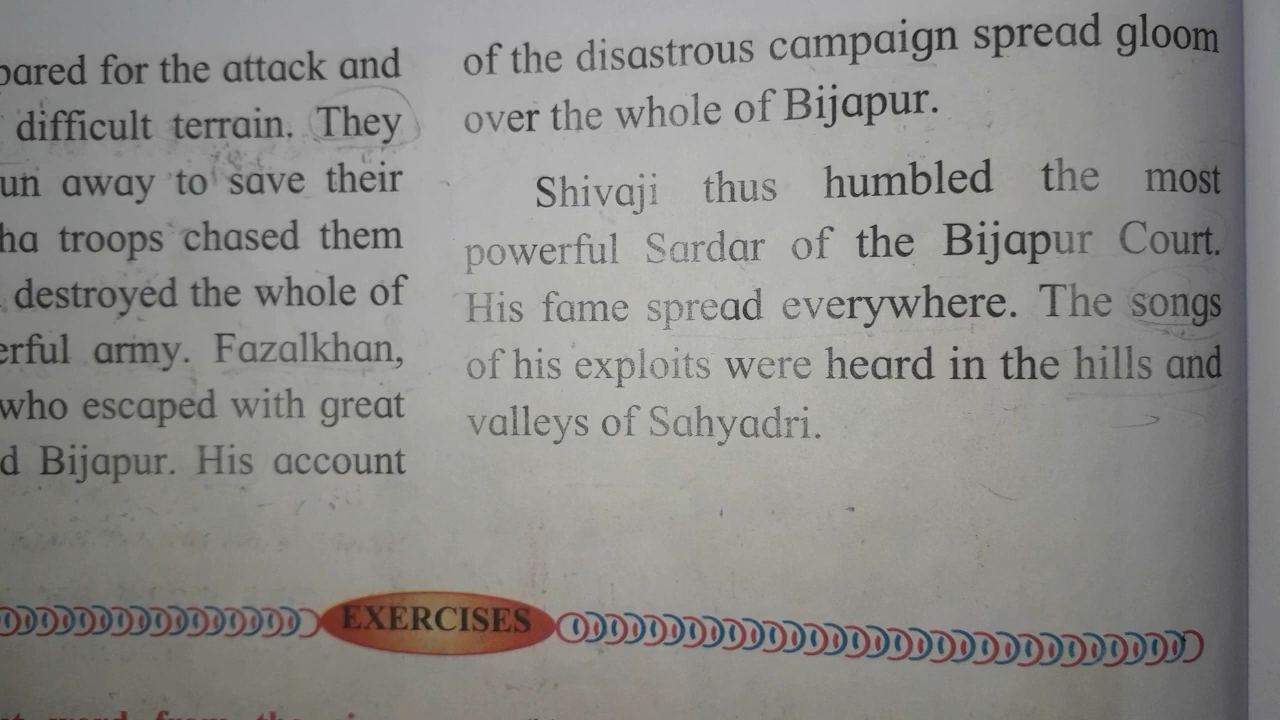 pared for the attack and
difficult terrain. They
un away to save their
ha troops chased them
destroyed the whole of
erful army. Fazalkhan,
who escaped with great
d Bijapur. His account
of the disastrous campaign spread gloom
over the whole of Bijapur.
Shivaji thus humbled the most
powerful Sardar of the Bijapur Court.
His fame spread everywhere. The songs
of his exploits were heard in the hills and
valleys of Sahyadri.
EXERCISES
word from the